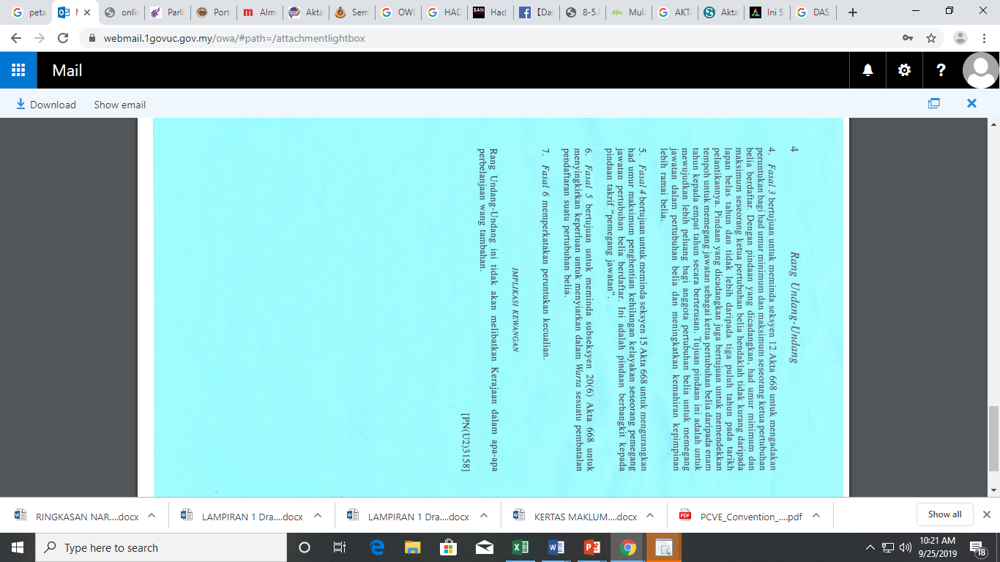 peta
M
onlin
Parli
Port
Alm
Akta
Sem
OWE
HAD
Had
【Da
8-5.
Mula
AKTA
Akta
Ini S
DAS
webmail.1govuc.gov.my/owa/#path=/attachmentlightbox
Mail
Download
Show email
4
Rang Undang-Undang
4. Fasal 3 bertujuan untuk meminda seksyen 12 Akta 668 untuk mengadakan
peruntukan bagi had umur minimum dan maksimum seseorang ketua pertubuhan
belia berdaftar. Dengan pindaan yang dicadangkan, had umur minimum dan
maksimum seseorang ketua pertubuhan belia hendaklah tidak kurang daripada
lapan belas tahun dan tidak lebih daripada tiga puluh tahun pada tarikh
pelantikannya. Pindaan yang dicadangkan juga bertujuan untuk memendekkan
tempoh untuk memegang jawatan sebagai ketua pertubuhan belia daripada enam
tahun kepada empat tahun secara berterusan. Tujuan pindaan ini adalah untuk
mewujudkan lebih peluang bagi anggota pertubuhan belia untuk memegang
jawatan dalam pertubuhan belia dan meningkatkan kemahiran kepimpinan
lebih ramai belia.
5. Fasal 4 bertujuan untuk meminda seksyen 15 Akta 668 untuk mengurangkan
had umur maksimum penghentian kehilangan kelayakan seseorang pemegang
jawatan pertubuhan belia berdaftar. Ini adalah pindaan berbangkit kepada
pindaan takrif “pemegang jawatan”.
6. Fasal 5 bertujuan untuk meminda subseksyen 20(6) Akta 668 untuk
menyingkirkan keperluan untuk menyiarkan dalam Warta sesuatu pembatalan
pendaftaran suatu pertubuhan belia.
7. Fasal 6 memperkatakan peruntukan kecualian.
IMPLIKASI KEWANGAN
Rang Undang-Undang ini tidak akan melibatkan Kerajaan dalam apa-apa
perbelanjaan wang tambahan.
[PN(U2)3158]
RINGKASAN NAR....docx
LAMPIRAN 1 Dra....docx
LAMPIRAN 1 Dra....docx
KERTAS MAKLUM....docx
PCVE_Convention_....pdf
Show all
Type here to search
10:21 AM
9/25/2019
18